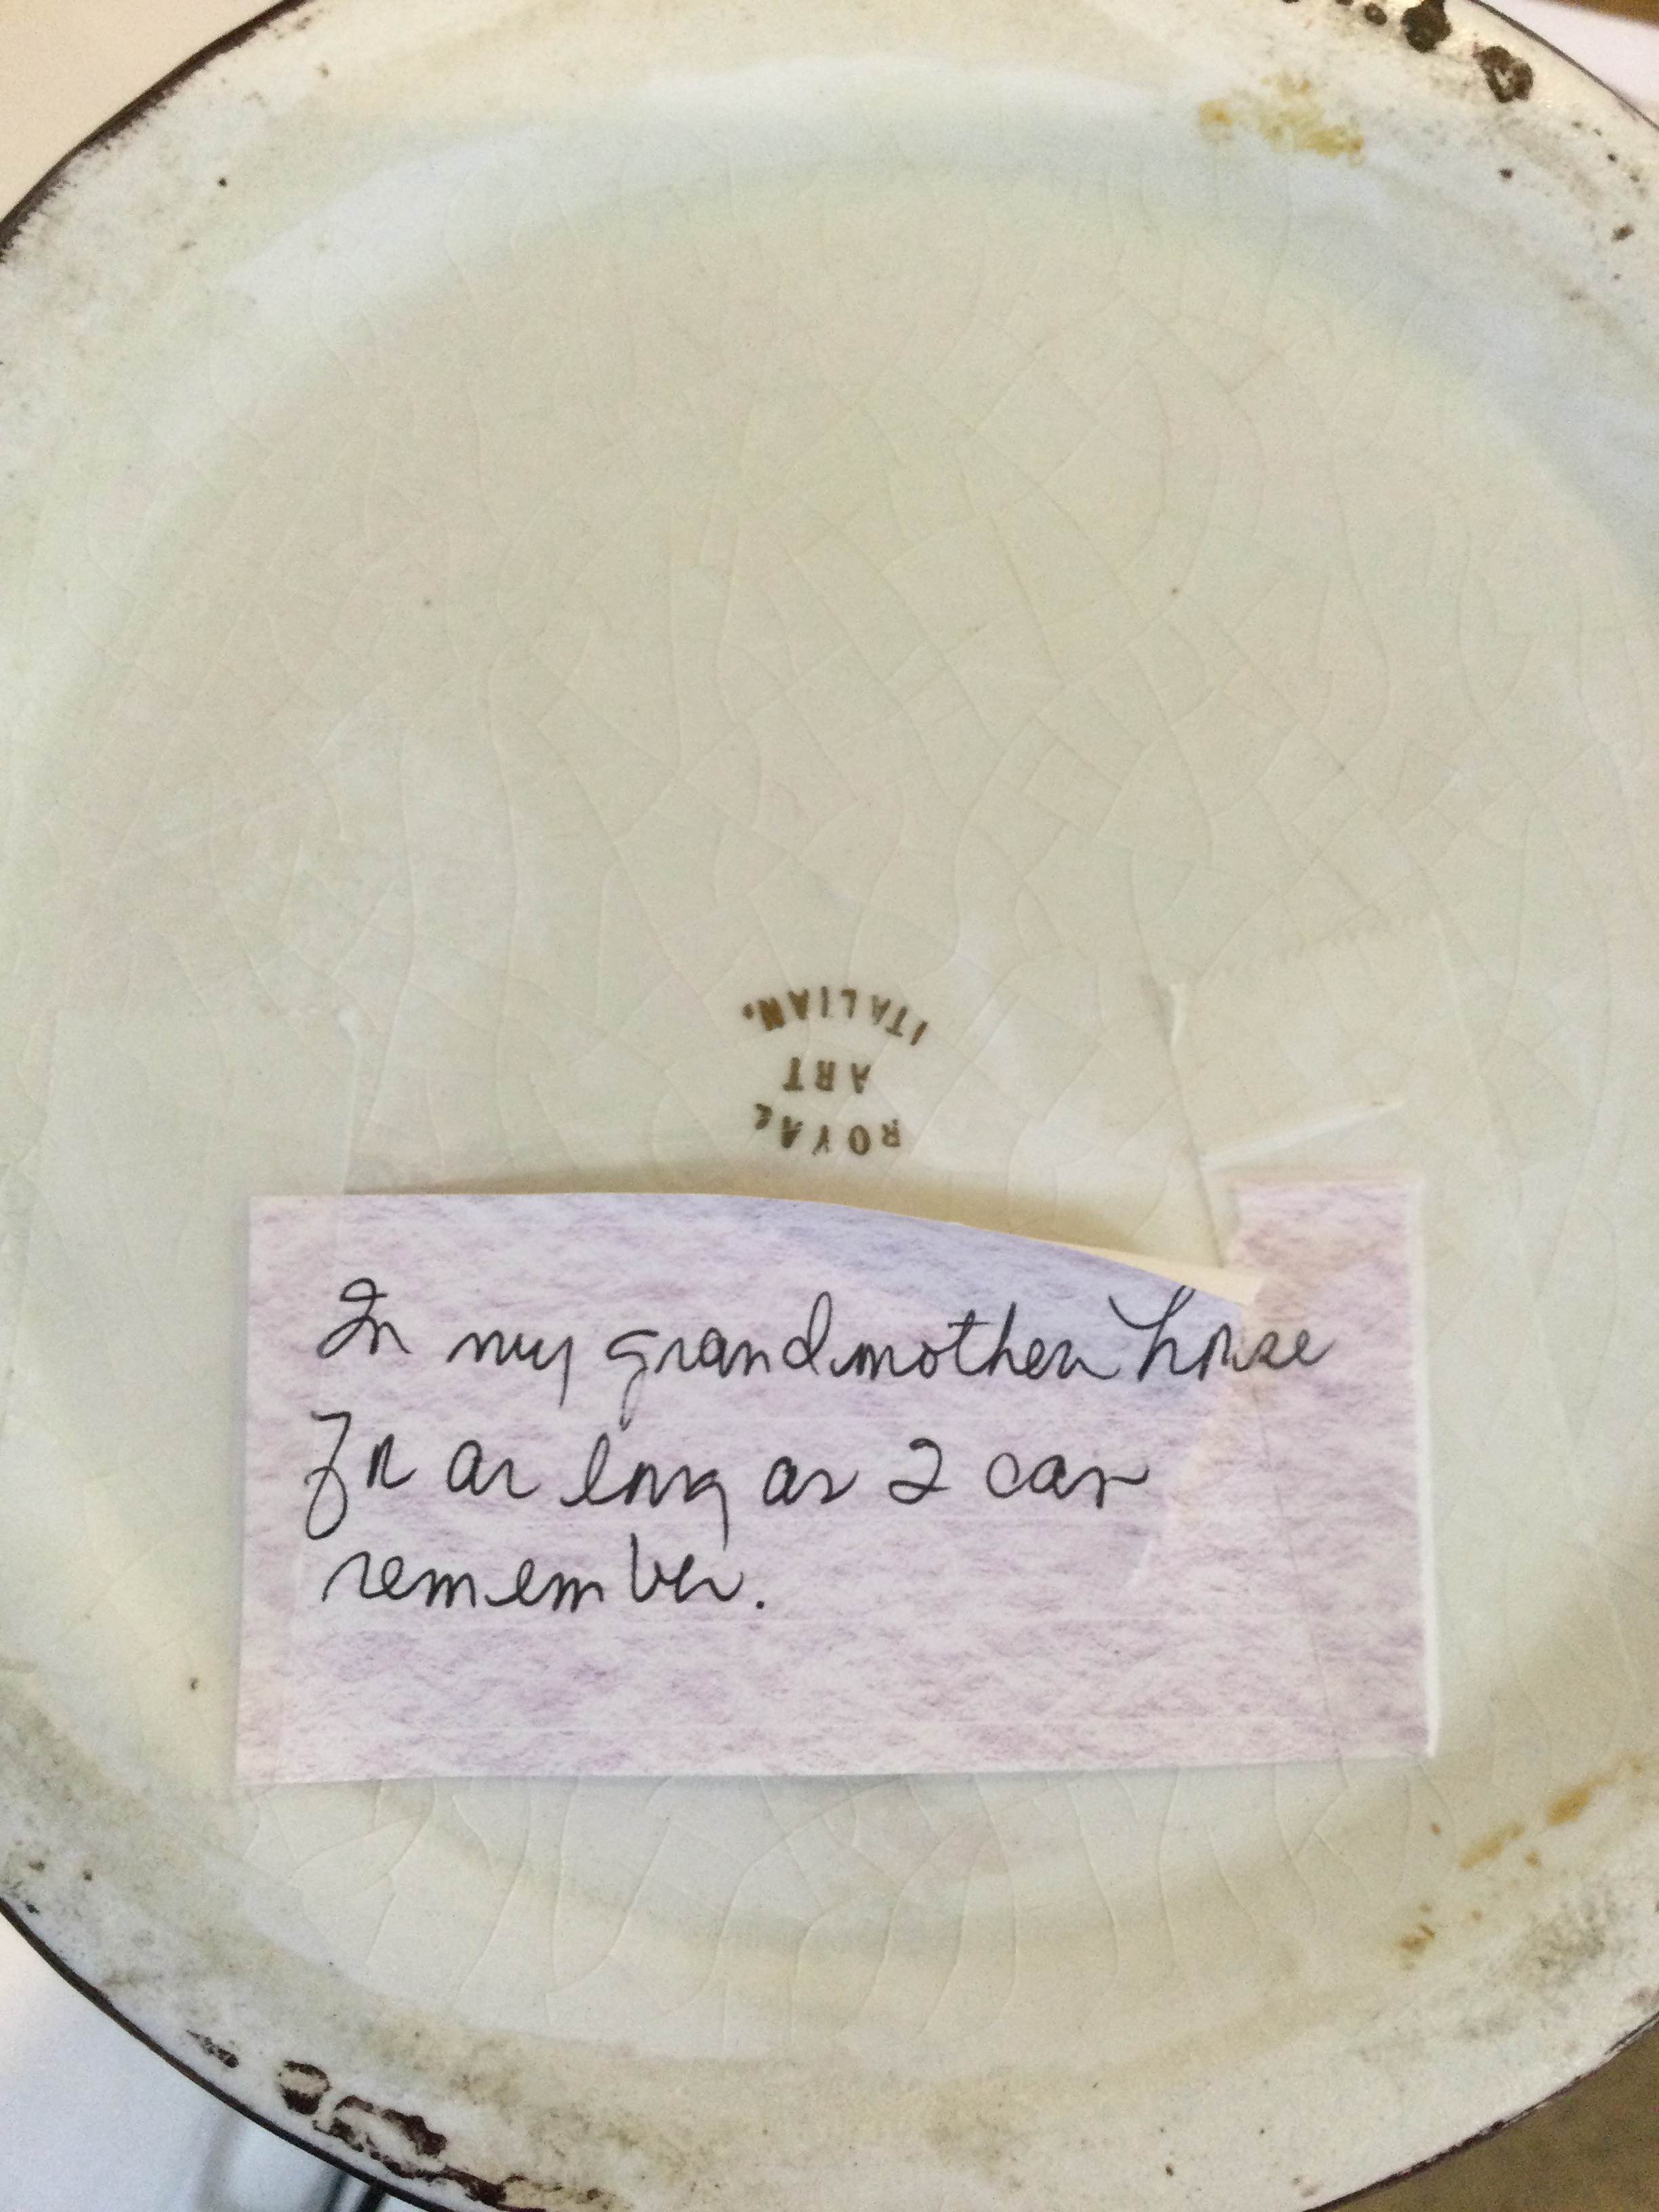 ROYAL
ART
ITALIAN.
In my grandmother house
for as long as I can
remember.